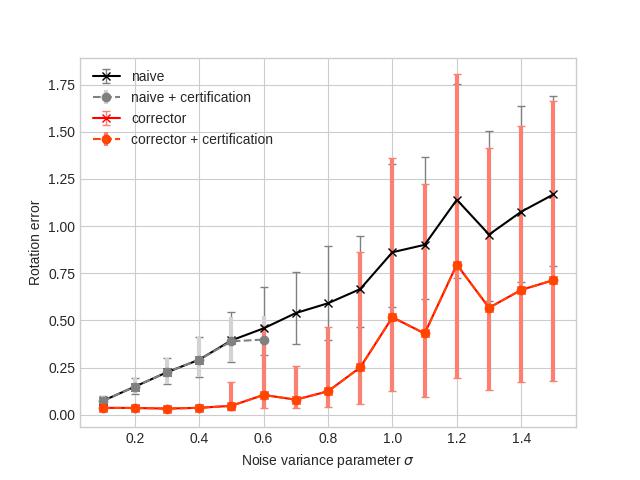 naive
naive + certification
corrector
corrector + certification
Rotation error
1.75
1.50
1.25
1.00
0.75
0.50
0.25
0.00
0.2 0.4 0.6 0.8 1.0 1.2 1.4
Noise variance parameter σ